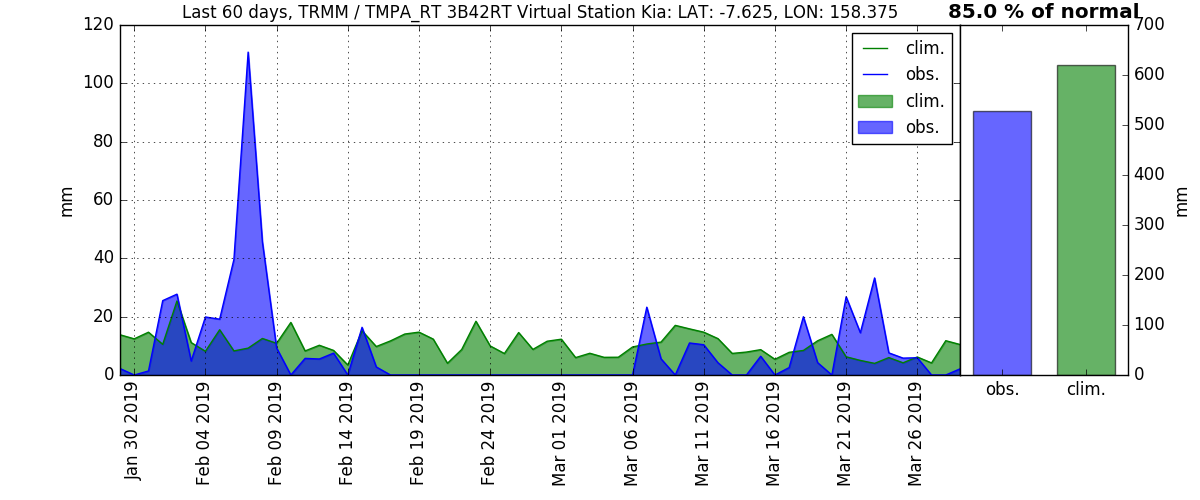 Last 60 days, TRMM / TMPA_RT 3B42RT Virtual Station Kia: LAT: -7.625, LON: 158.375
85.0 % of normal
mm
120
100
80
60
40
20
0
clim.
obs.
clim.
obs.
Jan 30 2019
Feb 04 2019
Feb 09 2019
Feb 14 2019
Feb 19 2019
Feb 24 2019
Mar 01 2019
Mar 06 2019
Mar 11 2019
Mar 16 2019
Mar 21 2019
Mar 26 2019
700
600
500
400
300
200
100
0
mm
obs.
clim.